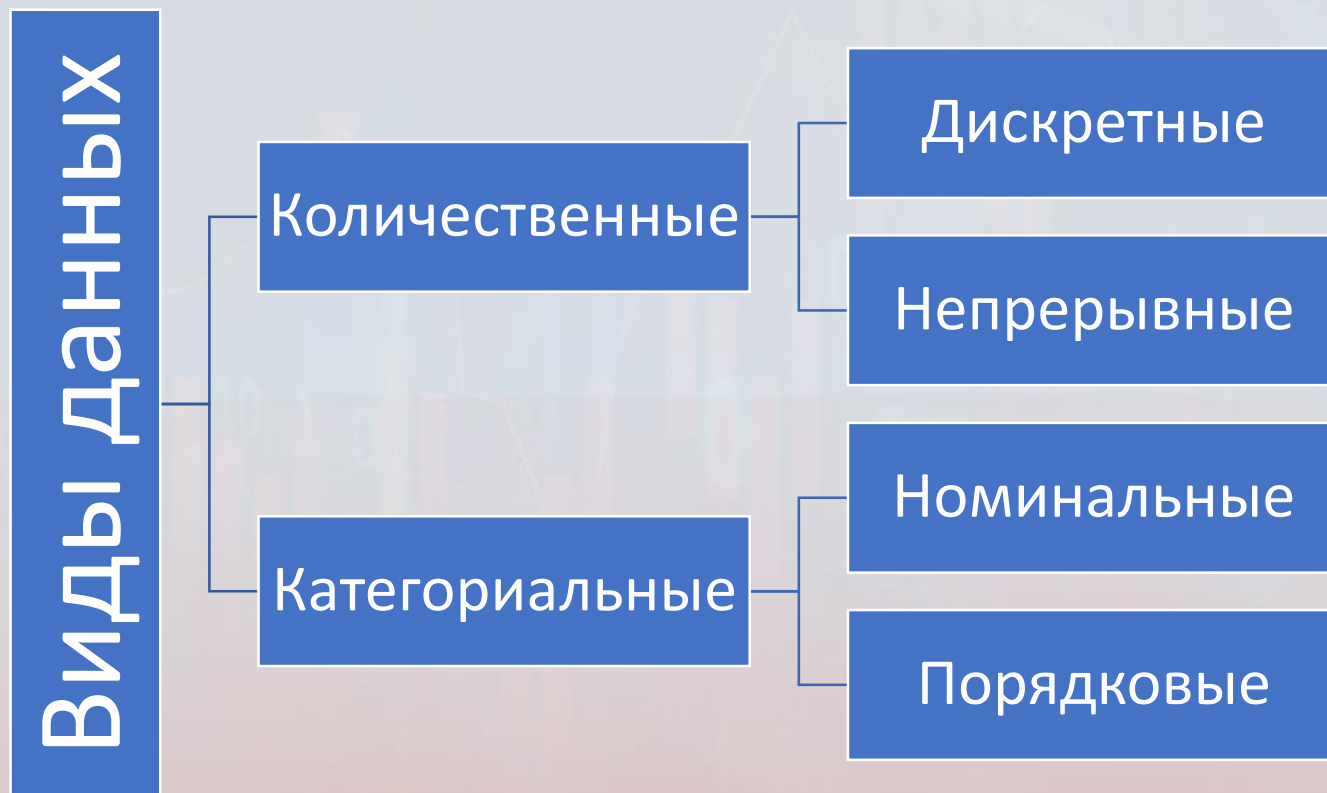 Виды данных
Количественные
Дискретные
Непрерывные
Категориальные
Номинальные
Порядковые